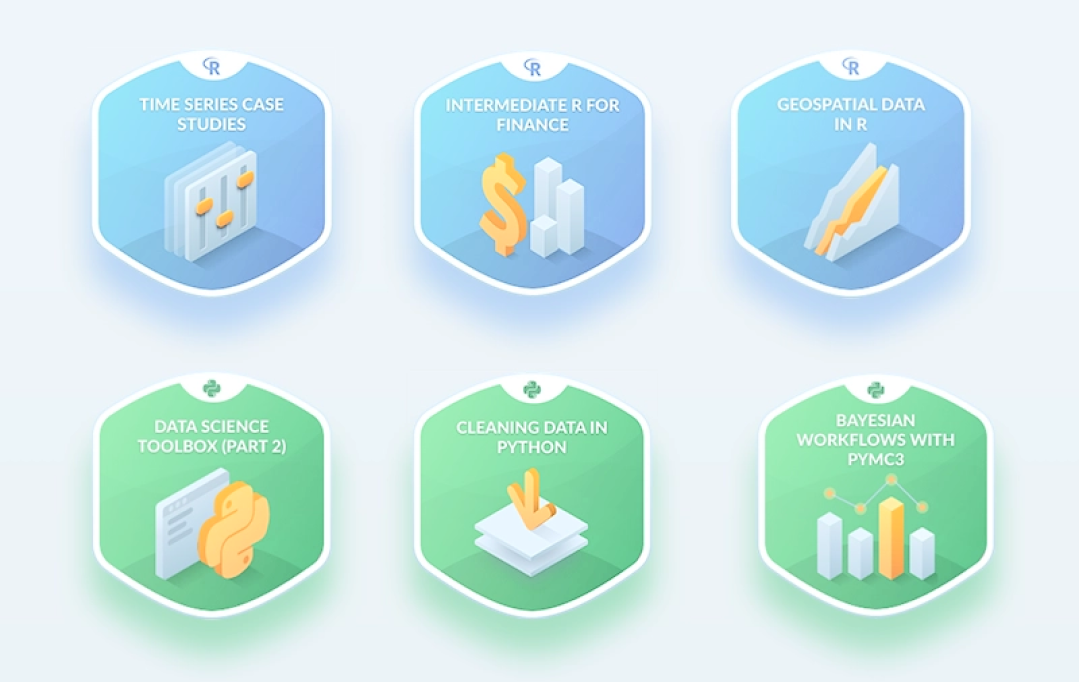 R
TIME SERIES CASE
STUDIES
R
INTERMEDIATE R FOR
FINANCE
R
GEOSPATIAL DATA
IN R
DATA SCIENCE
TOOLBOX (PART 2)
CLEANING DATA IN
PYTHON
BAYESIAN
WORKFLOWS WITH
PYMC3